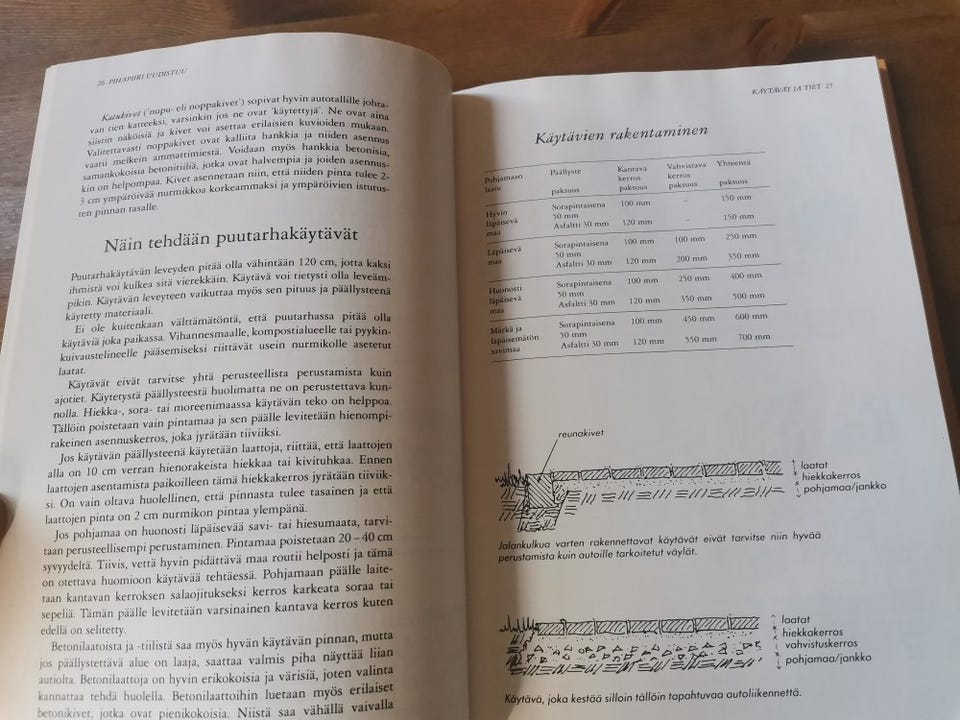 26 PIHAPIIRI UUDISTUU
Katukivet ('nupu- eli noppakivet') sopivat hyvin autotallille johta-
van tien katteeksi, varsinkin jos ne ovat 'käytettyjä'. Ne ovat aina
siistin näköisiä ja kivet voi asettaa erilaisien kuvioiden mukaan.
Valitettavasti noppakivet ovat kalliita hankkia ja niiden asennus
vaatii melkein ammattimiestä. Voidaan myös hankkia betonisia,
samankokoisia betonitiiliä, jotka ovat halvempia ja joiden asennus-
kin on helpompaa. Kivet asennetaan niin, että niiden pinta tulee 2-
3 cm ympäröivää nurmikkoa korkeammaksi ja ympäröivien istutus-
ten pinnan tasalle.
Näin tehdään puutarhakäytävät
Puutarhakäytävän leveyden pitää olla vähintään 120 cm, jotta kaksi
ihmistä voi kulkea sitä vierekkäin. Käytävä voi tietysti olla leveäm-
pikin. Käytävän leveyteen vaikuttaa myös sen pituus ja päällysteenä
käytetty materiaali.
Ei ole kuitenkaan välttämätöntä, että puutarhassa pitää olla
käytäviä joka paikassa. Vihannesmaalle, kompostialueelle tai pyykin-
kuivaustelineelle pääsemiseksi riittävät usein nurmikolle asetetut
laatat.
Käytävät eivät tarvitse yhtä perusteellista perustamista kuin
ajotiet. Käytetystä päällysteestä huolimatta ne on perustettava kun-
nolla. Hiekka-, sora- tai moreenimaassa käytävän teko on helppoa.
Tällöin poistetaan vain pintamaa ja sen päälle levitetään hienompi-
rakeinen asennuskerros, joka jyrätään tiiviiksi.
Jos käytävän päällysteenä käytetään laattoja, riittää, että laattojen
alla on 10 cm verran hienorakeista hiekkaa tai kivituhkaa. Ennen
laattojen asentamista paikoilleen tämä hiekkakerros jyrätään tiiviik-
si. On vain oltava huolellinen, että pinnasta tulee tasainen ja että
laattojen pinta on 2 cm nurmikon pintaa ylempänä.
Jos pohjamaa on huonosti läpäisevää savi- tai hiesumaata, tarvi-
taan perusteellisempi perustaminen. Pintamaa poistetaan 20–40 cm
syvyydeltä. Tiivis, vettä hyvin pidättävä maa routii helposti ja tämä
on otettava huomioon käytävää tehtäessä. Pohjamaan päälle laite-
taan kantavan kerroksen salaojitukseksi kerros karkeata soraa tai
sepeliä. Tämän päälle levitetään varsinainen kantava kerros kuten
edellä on selitetty.
Betonilaatoista ja -tiilistä saa myös hyvän käytävän pinnan, mutta
jos päällystettävä alue on laaja, saattaa valmis piha näyttää liian
autiolta. Betonilaattoja on hyvin erikokoisia ja värisiä, joten valinta
kannattaa tehdä huolella. Betonilaattoihin luetaan myös erilaiset
betonikivet, jotka ovat pienikokoisia. Niistä saa vähällä vaivalla
KÄYTÄVÄT JA TIET 27
Käytävien rakentaminen
Pohjamaan Päällyste Kantava Vahvistava Yhteensä
laatu kerros kerros
paksuus paksuus paksuus paksuus
Hyvin Sorapintaisena 100 mm – 150 mm
läpäisevä 50 mm
maa Asfaltti 30 mm 120 mm – 150 mm
Läpäisevä Sorapintaisena 100 mm 100 mm 250 mm
maa 50 mm
Asfaltti 30 mm 120 mm 200 mm 350 mm
Huonosti Sorapintaisena 100 mm 250 mm 400 mm
läpäisevä 50 mm
maa Asfaltti 30 mm 120 mm 350 mm 500 mm
Märkä ja Sorapintaisena 100 mm 450 mm 600 mm
läpäisemätön 50 mm
savimaa Asfaltti 30 mm 120 mm 550 mm 700 mm
reunakivet
laatat
hiekkakerros
pohjamaa/jankko
Jalankulkua varten rakennettavat käytävät eivät tarvitse niin hyvää
perustamista kuin autoille tarkoitetut väylät.
laatat
hiekkakerros
vahvistuskerros
pohjamaa/jankko
Käytävä, joka kestää silloin tällöin tapahtuvaa autoliikennettä.